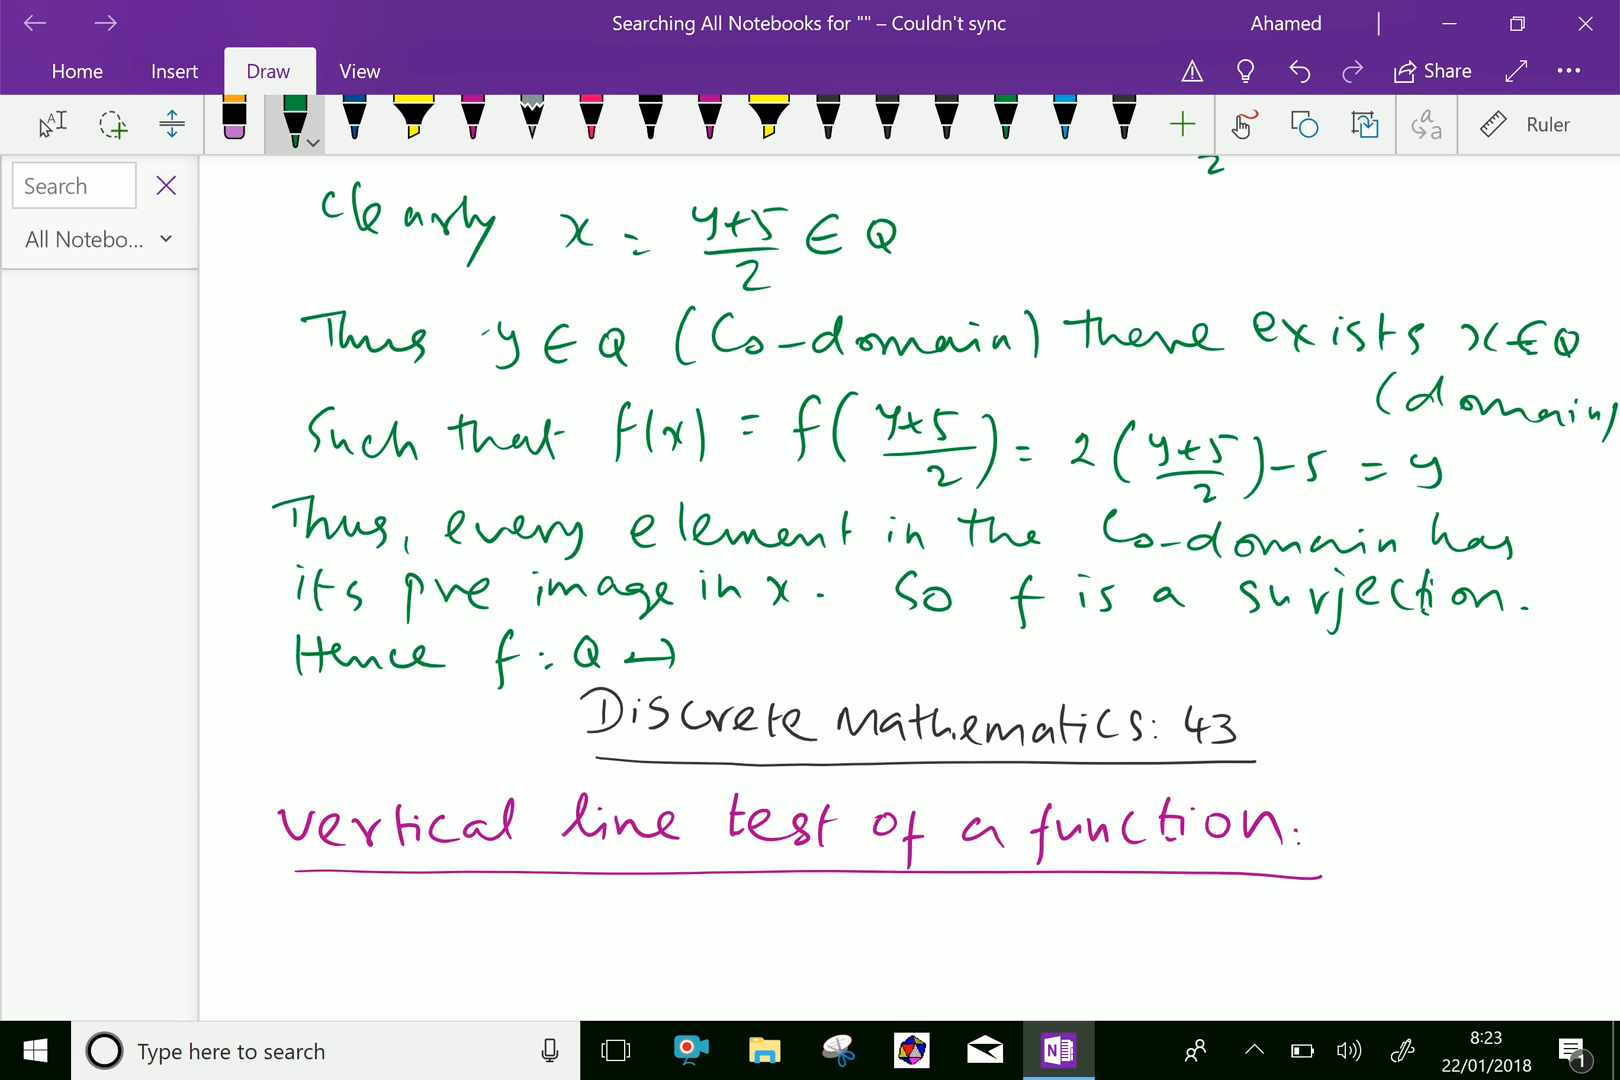 Searching All Notebooks for "" – Couldn't sync
Ahamed
Home Insert Draw View
Share
Ruler
Search
All Notebo...
2
Clearly x = y+5/2 ∈ Q
Thus y ∈ Q (Co-domain) there exists x ∈ Q
(domain)
Such that f(x) = f(y+5/2) = 2(y+5/2)-5 = y
Thus, every element in the Co-domain has
its pre image in x. So f is a surjection.
Hence f : Q →
Discrete Mathematics: 43
vertical line test of a function:
Type here to search
8:23
22/01/2018
1